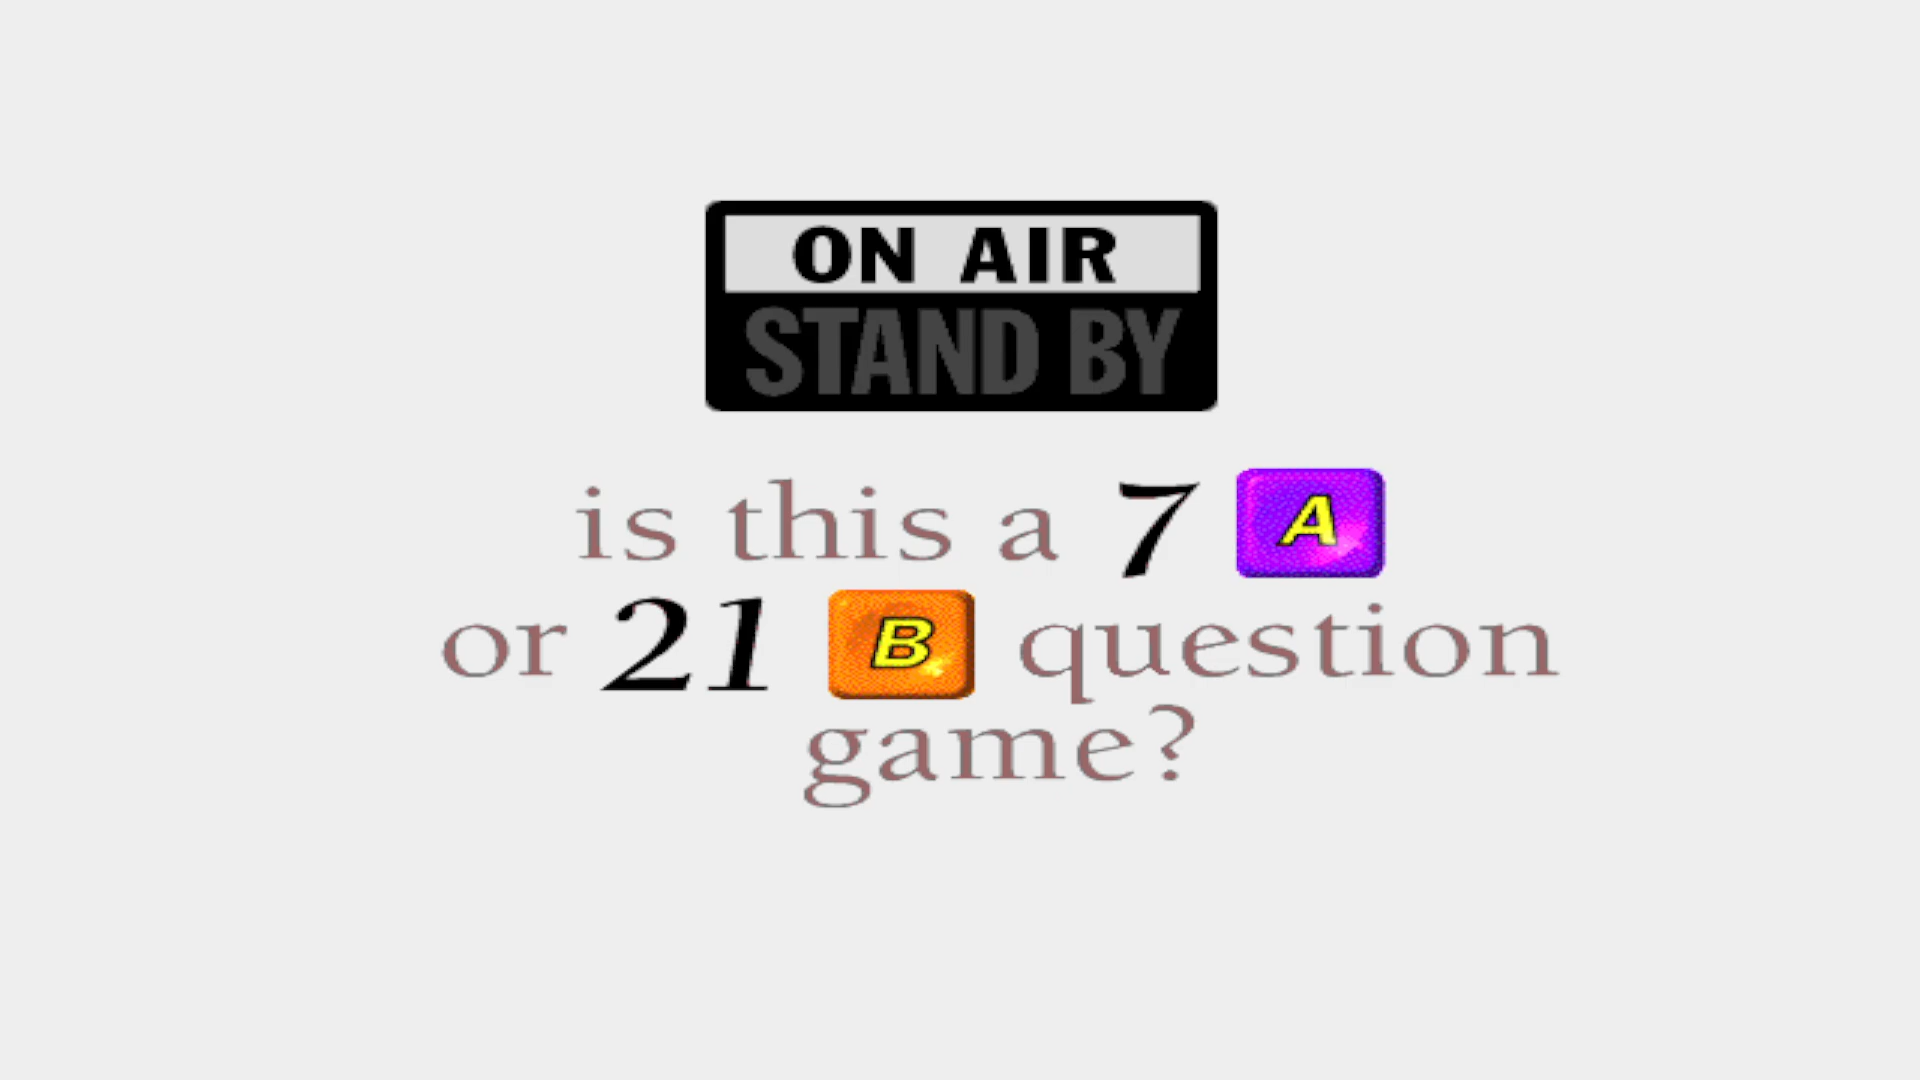 ON AIR
STAND BY
is this a 7 A
or 21 B question
game?